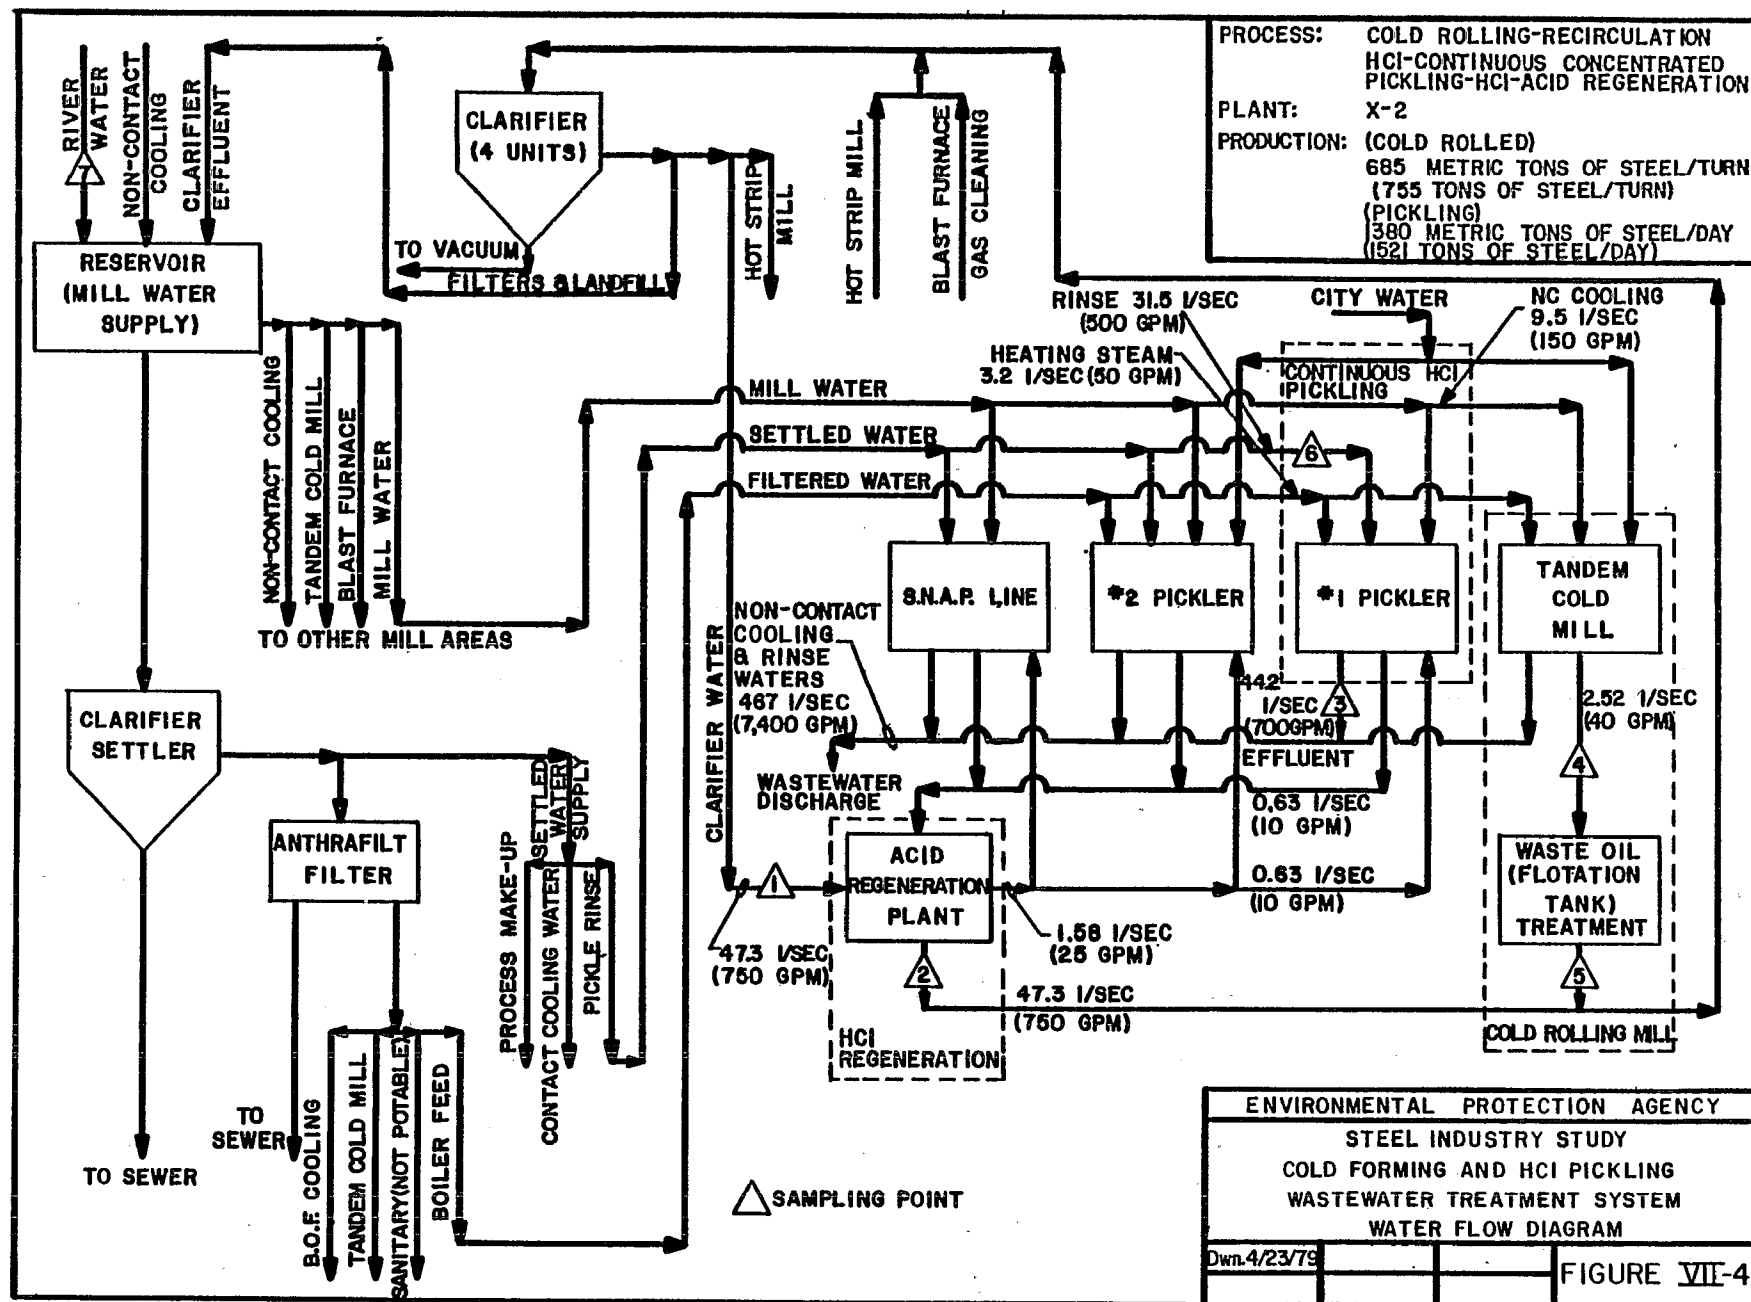 PROCESS: COLD ROLLING-RECIRCULATION
HCl-CONTINUOUS CONCENTRATED
PICKLING-HCl-ACID REGENERATION
PLANT: X-2
PRODUCTION: (COLD ROLLED)
685 METRIC TONS OF STEEL/TURN
(755 TONS OF STEEL/TURN)
(PICKLING)
1380 METRIC TONS OF STEEL/DAY
(1521 TONS OF STEEL/DAY)
RIVER
WATER
7
NON-CONTACT
COOLING
CLARIFIER
EFFLUENT
CLARIFIER
(4 UNITS)
TO VACUUM
FILTERS & LANDFILL
HOT STRIP
MILL
HOT STRIP MILL
BLAST FURNACE
GAS CLEANING
RESERVOIR
(MILL WATER
SUPPLY)
NON-CONTACT COOLING
TANDEM COLD MILL
BLAST FURNACE
MILL WATER
TO OTHER MILL AREAS
RINSE 31.5 l/SEC
(500 GPM)
HEATING STEAM
3.2 l/SEC (50 GPM)
CITY WATER
NC COOLING
9.5 l/SEC
(150 GPM)
CONTINUOUS HCl
PICKLING
MILL WATER
SETTLED WATER
6
FILTERED WATER
S.N.A.P. LINE
#2 PICKLER
#1 PICKLER
TANDEM
COLD
MILL
NON-CONTACT
COOLING
& RINSE
WATERS
467 l/SEC
(7,400 GPM)
CLARIFIER WATER
44.2
l/SEC
(700GPM)
3
2.52 l/SEC
(40 GPM)
4
EFFLUENT
WASTEWATER
DISCHARGE
0.63 l/SEC
(10 GPM)
CLARIFIER
SETTLER
ANTHRAFILT
FILTER
SETTLED
WATER
SUPPLY
PROCESS MAKE-UP
CONTACT COOLING WATER
PICKLE RINSE
ACID
REGENERATION
PLANT
1
47.3 l/SEC
(750 GPM)
0.63 l/SEC
(10 GPM)
1.58 l/SEC
(25 GPM)
WASTE OIL
(FLOTATION
TANK)
TREATMENT
2
5
47.3 l/SEC
(750 GPM)
HCl
REGENERATION
COLD ROLLING MILL
TO SEWER
TO
SEWER
B.O.F. COOLING
TANDEM COLD MILL
SANITARY(NOT POTABLE)
BOILER FEED
SAMPLING POINT
ENVIRONMENTAL PROTECTION AGENCY
STEEL INDUSTRY STUDY
COLD FORMING AND HCl PICKLING
WASTEWATER TREATMENT SYSTEM
WATER FLOW DIAGRAM
Dwn.4/23/79
FIGURE VII-4